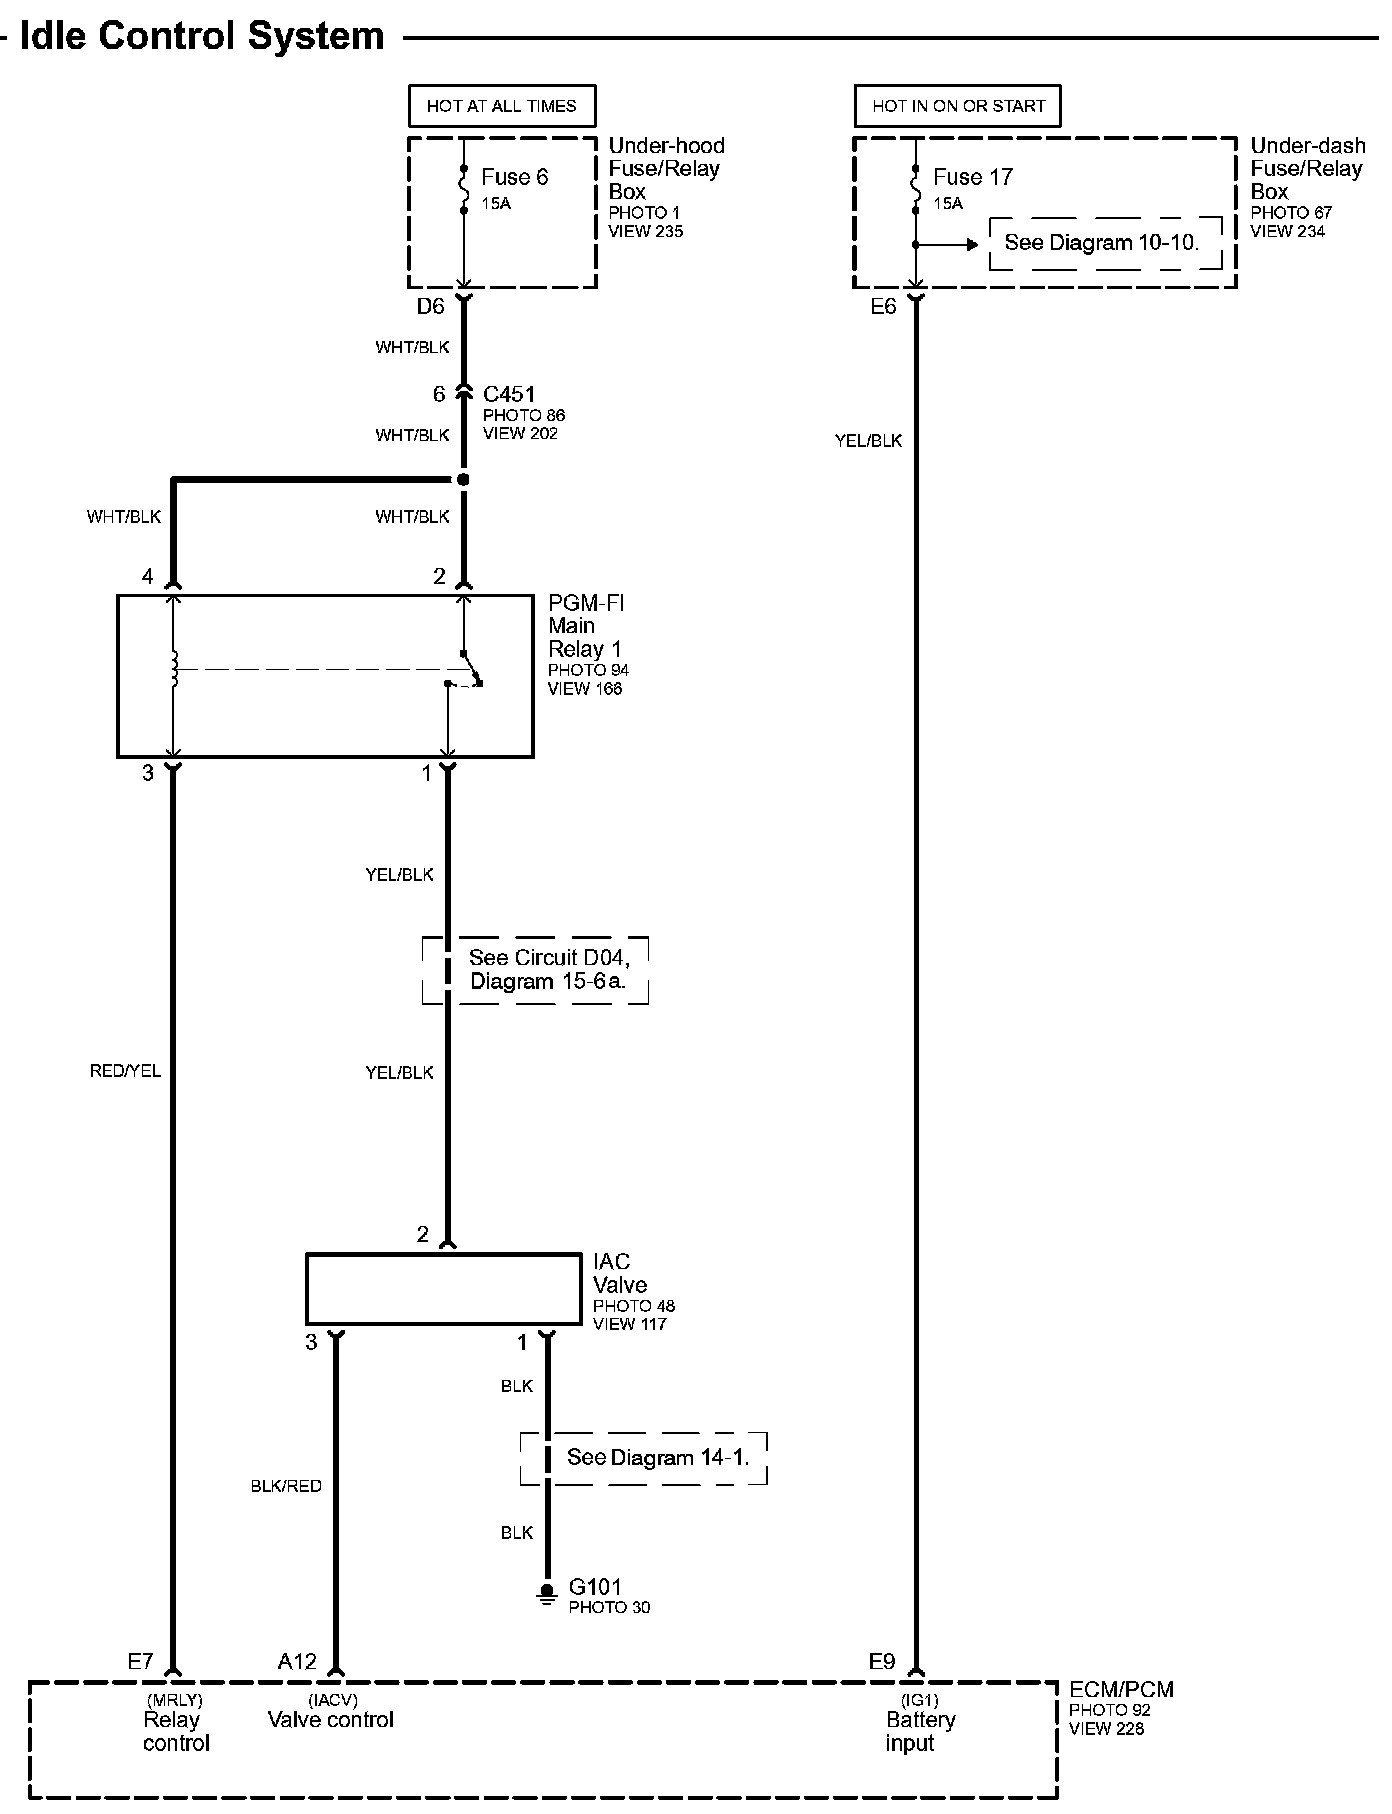 Idle Control System
HOT AT ALL TIMES
HOT IN ON OR START
Fuse 6
15A
Under-hood
Fuse/Relay
Box
PHOTO 1
VIEW 235
Fuse 17
15A
See Diagram 10-10.
Under-dash
Fuse/Relay
Box
PHOTO 67
VIEW 234
D6
E6
WHT/BLK
6
C451
PHOTO 86
VIEW 202
WHT/BLK
YEL/BLK
WHT/BLK
WHT/BLK
4
2
PGM-FI
Main
Relay 1
PHOTO 94
VIEW 166
3
1
YEL/BLK
See Circuit D04,
Diagram 15-6a.
RED/YEL
YEL/BLK
2
IAC
Valve
PHOTO 48
VIEW 117
3
1
BLK
See Diagram 14-1.
BLK/RED
BLK
G101
PHOTO 30
E7
A12
E9
(MRLY)
Relay
control
(IACV)
Valve control
(IG1)
Battery
input
ECM/PCM
PHOTO 92
VIEW 228